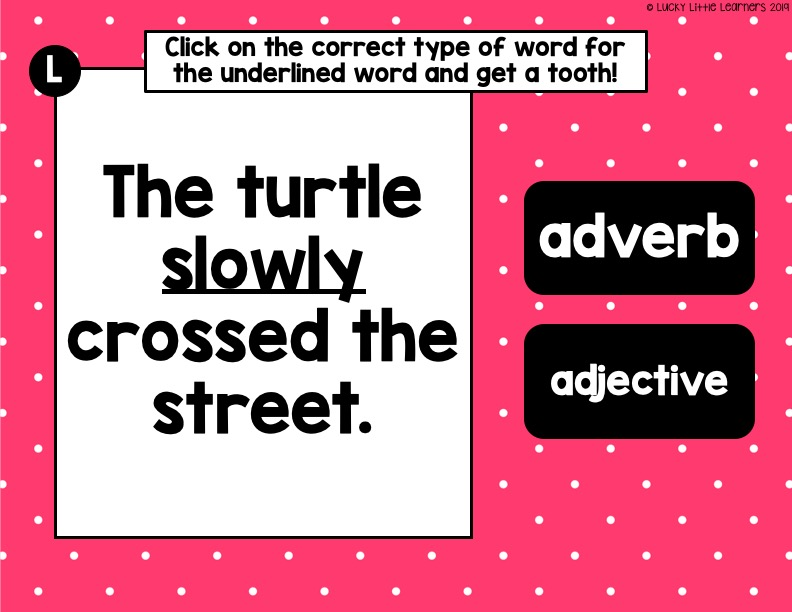 © Lucky Little Learners 2019
Click on the correct type of word for
the underlined word and get a tooth!
L
The turtle
slowly
crossed the
street.
adverb
adjective